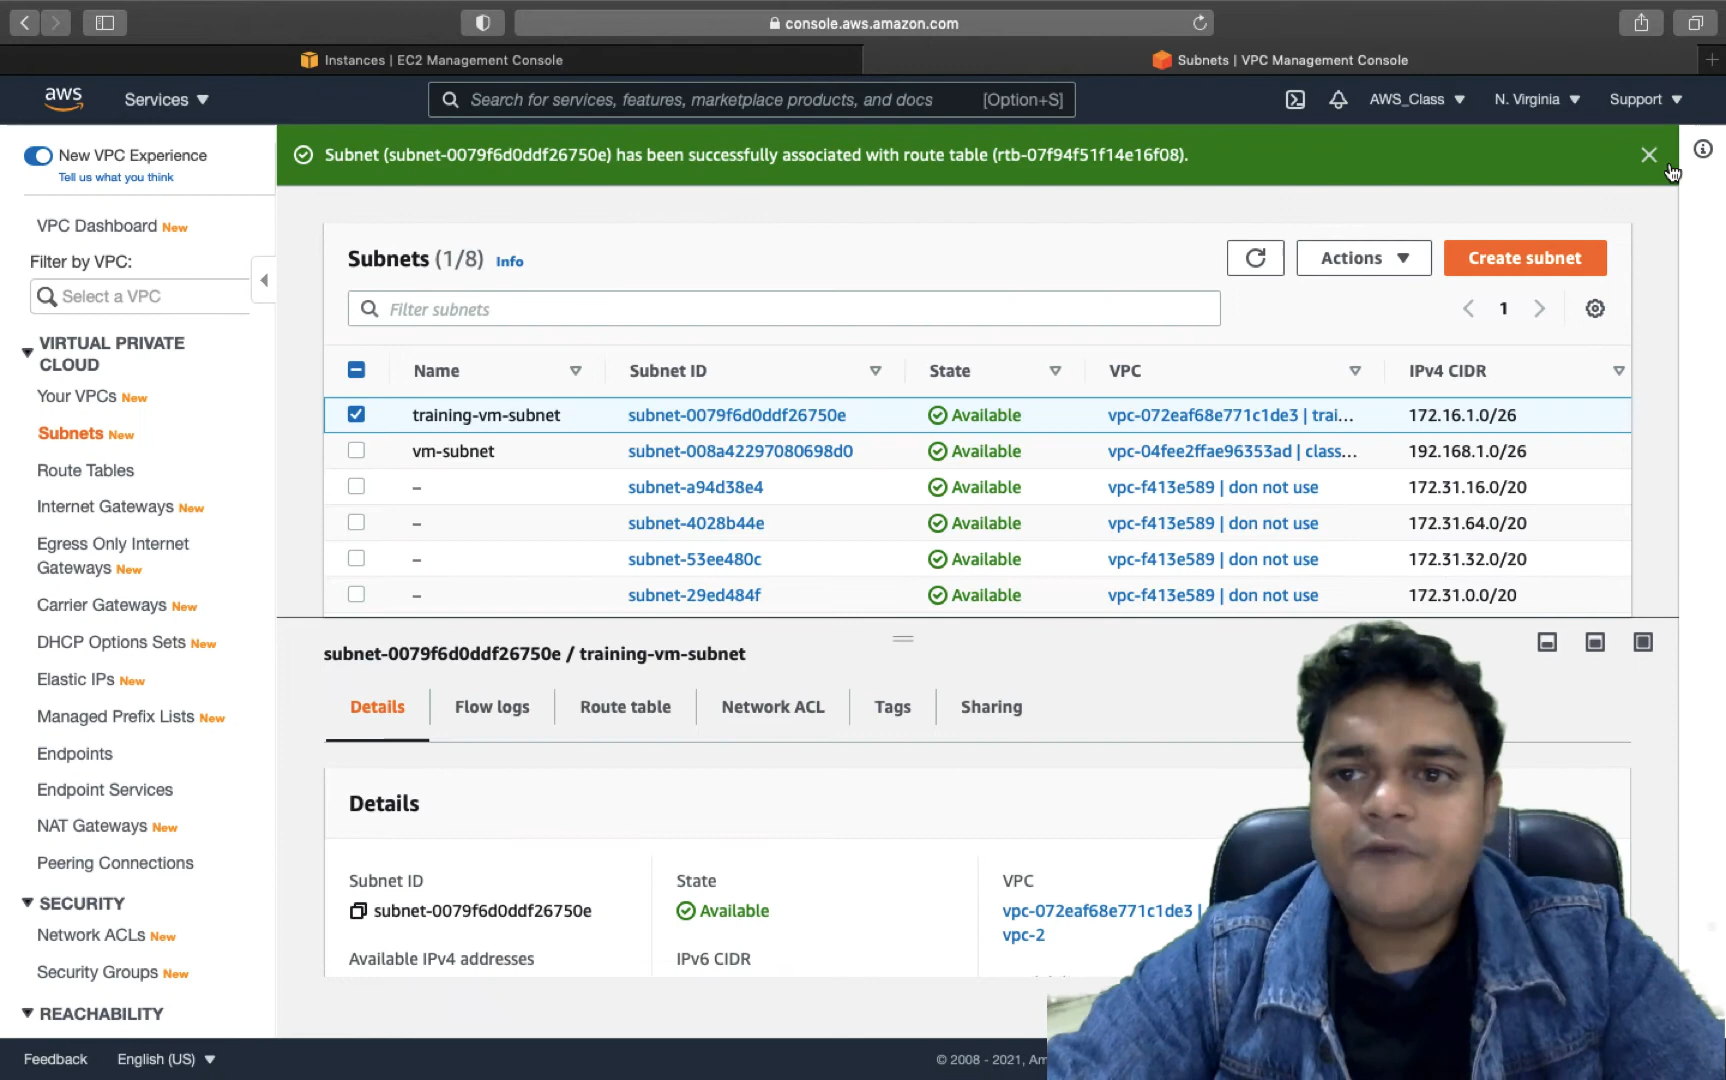 console.aws.amazon.com
Instances | EC2 Management Console
Subnets | VPC Management Console
aws
Services
Search for services, features, marketplace products, and docs [Option+S]
AWS_Class
N. Virginia
Support
New VPC Experience
Tell us what you think
Subnet (subnet-0079f6d0ddf26750e) has been successfully associated with route table (rtb-07f94f51f14e16f08).
VPC Dashboard New
Filter by VPC:
Select a VPC
VIRTUAL PRIVATE
CLOUD
Your VPCs New
Subnets New
Route Tables
Internet Gateways New
Egress Only Internet
Gateways New
Carrier Gateways New
DHCP Options Sets New
Elastic IPs New
Managed Prefix Lists New
Endpoints
Endpoint Services
NAT Gateways New
Peering Connections
SECURITY
Network ACLs New
Security Groups New
REACHABILITY
Subnets (1/8) Info
Actions
Create subnet
Filter subnets
1
Name Subnet ID State VPC IPv4 CIDR
training-vm-subnet subnet-0079f6d0ddf26750e Available vpc-072eaf68e771c1de3 | trai... 172.16.1.0/26
vm-subnet subnet-008a42297080698d0 Available vpc-04fee2ffae96353ad | class... 192.168.1.0/26
– subnet-a94d38e4 Available vpc-f413e589 | don not use 172.31.16.0/20
– subnet-4028b44e Available vpc-f413e589 | don not use 172.31.64.0/20
– subnet-53ee480c Available vpc-f413e589 | don not use 172.31.32.0/20
– subnet-29ed484f Available vpc-f413e589 | don not use 172.31.0.0/20
subnet-0079f6d0ddf26750e / training-vm-subnet
Details
Flow logs
Route table
Network ACL
Tags
Sharing
Details
Subnet ID
subnet-0079f6d0ddf26750e
Available IPv4 addresses
State
Available
IPv6 CIDR
VPC
vpc-072eaf68e771c1de3 |
vpc-2
Feedback
English (US)
© 2008 - 2021, Am